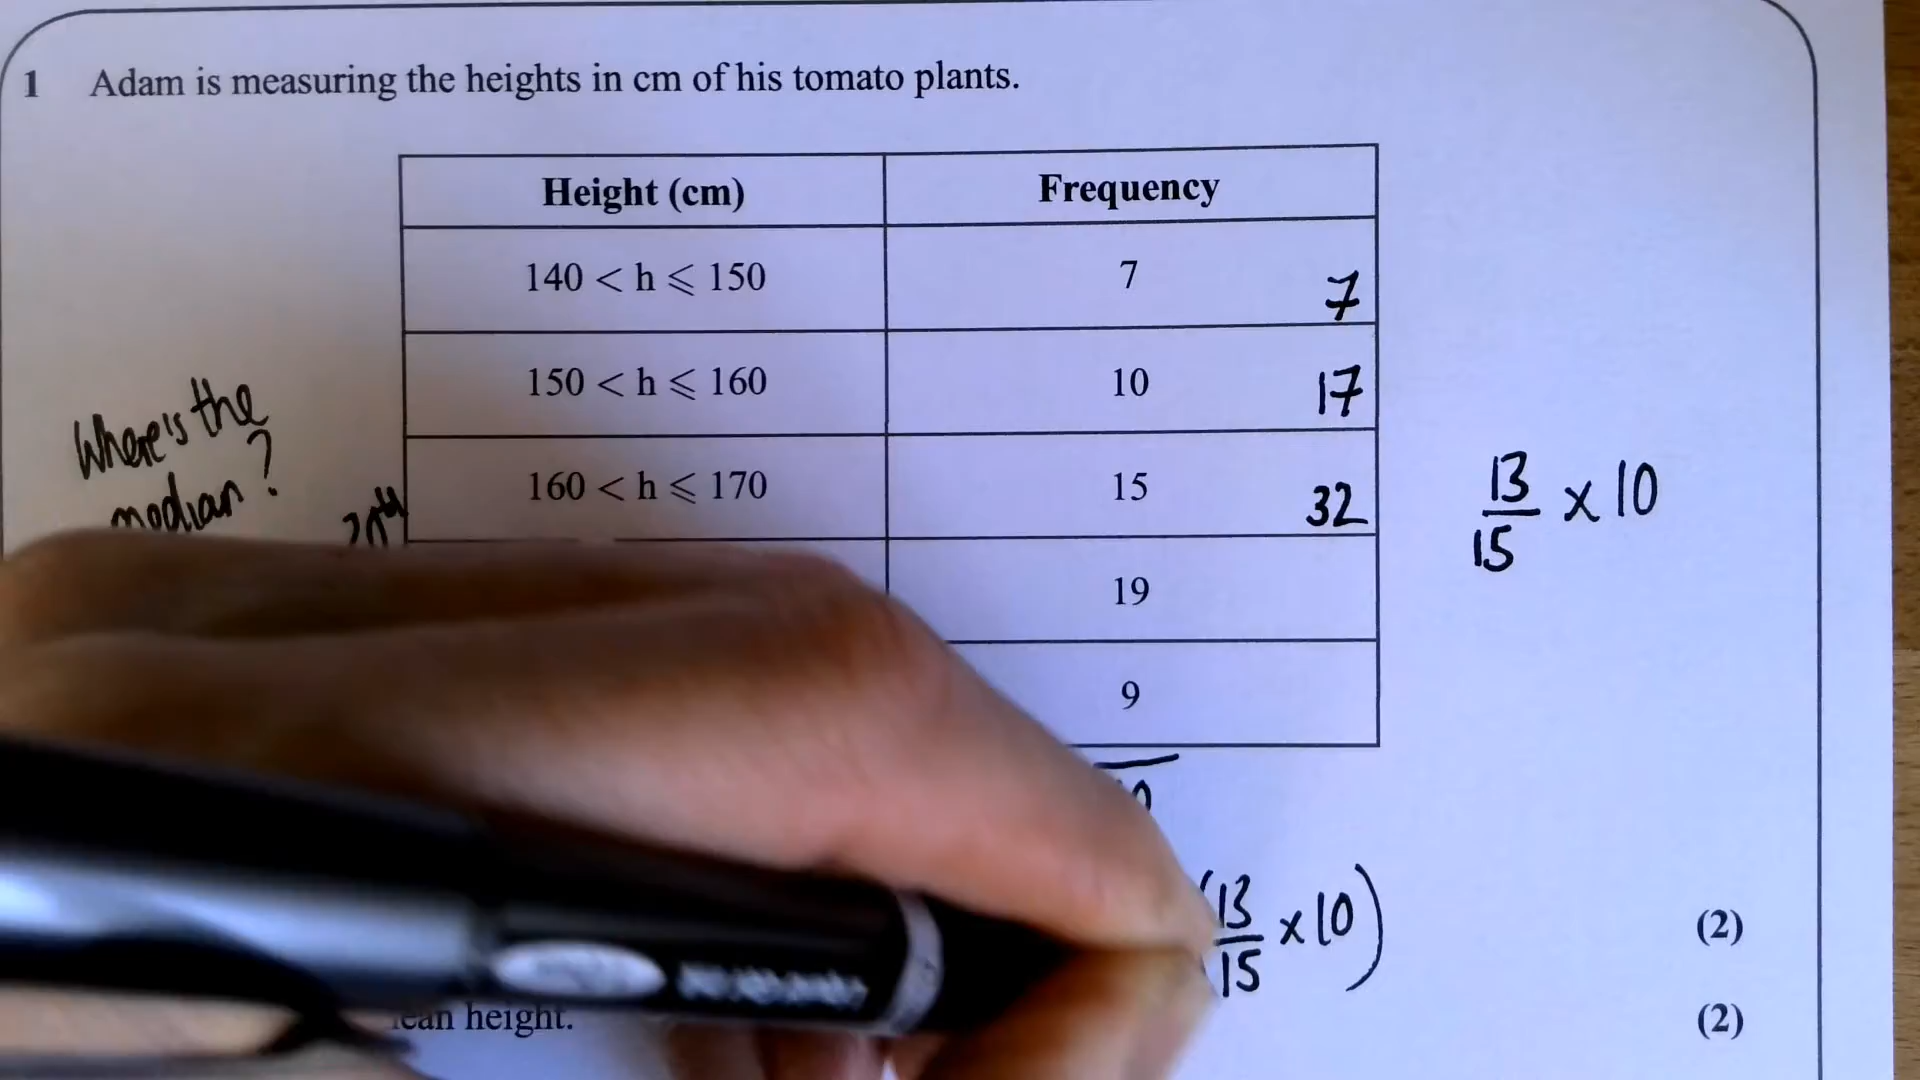 1 Adam is measuring the heights in cm of his tomato plants.
Height (cm) Frequency
140 < h ⩽ 150 7 7
150 < h ⩽ 160 10 17
160 < h ⩽ 170 15 32
19
9
Where's the
median?
13/15 × 10
(13/15 × 10)
(2)
height.
(2)